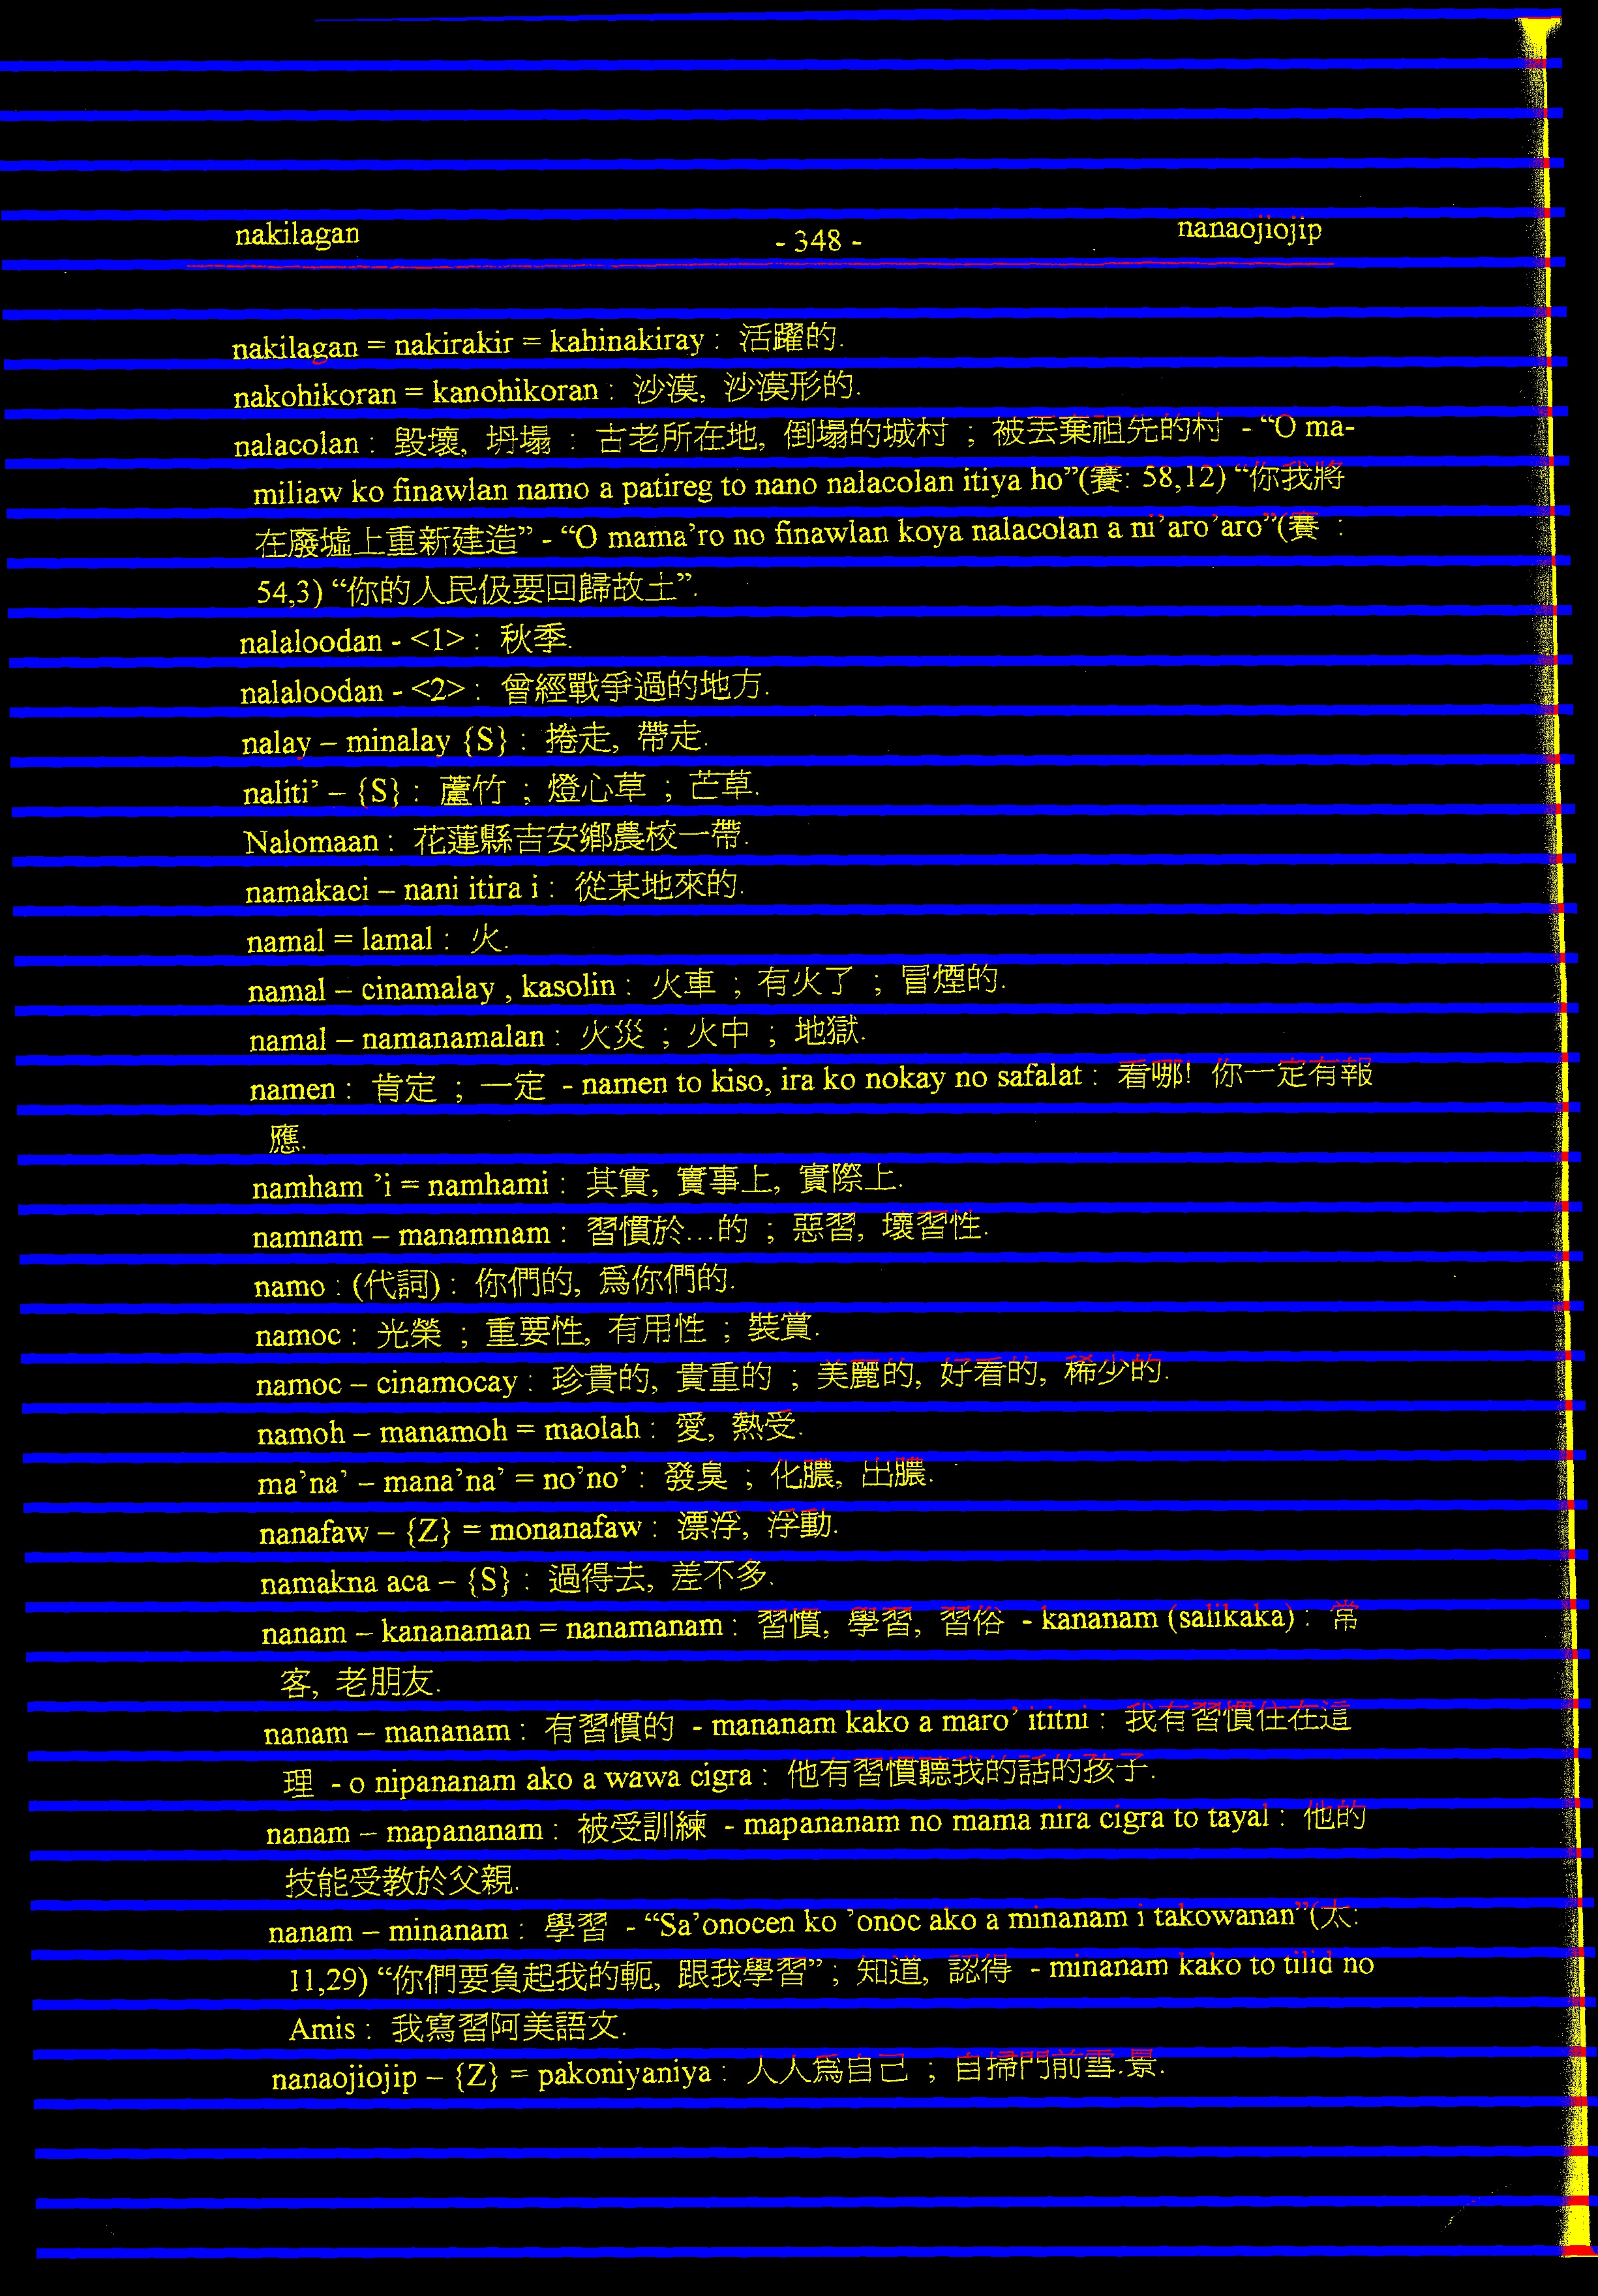 nakilagan - 348 - nanaojiojip
nakilagan = nakirakir = kahinakiray : 活躍的.
nakohikoran = kanohikoran : 沙漠, 沙漠形的.
nalacolan : 毀壞, 坍塌 : 古老所在地, 倒塌的城村 ; 被丟棄祖先的村 - “O ma-
miliaw ko finawlan namo a patireg to nano nalacolan itiya ho”(賽: 58,12) “你我將
在廢墟上重新建造” - “O mama’ro no finawlan koya nalacolan a ni’aro’aro”(賽 :
54,3) “你的人民伋要回歸故土”.
nalaloodan - <1> : 秋季.
nalaloodan - <2> : 曾經戰爭過的地方.
nalay – minalay {S} : 捲走, 帶走.
naliti’ – {S} : 蘆竹 ; 燈心草 ; 芒草.
Nalomaan : 花蓮縣吉安鄉農校一帶.
namakaci – nani itira i : 從某地來的.
namal = lamal : 火.
namal – cinamalay , kasolin : 火車 ; 有火了 ; 冒煙的.
namal – namanamalan : 火災 ; 火中 ; 地獄.
namen : 肯定 ; 一定 - namen to kiso, ira ko nokay no safalat : 看哪! 你一定有報
應.
namham ’i = namhami : 其實, 實事上, 實際上.
namnam – manamnam : 習慣於...的 ; 惡習, 壞習性.
namo : (代詞) : 你們的, 為你們的.
namoc : 光榮 ; 重要性, 有用性 ; 裝賞.
namoc – cinamocay : 珍貴的, 貴重的 ; 美麗的, 好看的, 稀少的.
namoh – manamoh = maolah : 愛, 熱受.
ma’na’ – mana’na’ = no’no’ : 發臭 ; 化膿, 出膿.
nanafaw – {Z} = monanafaw : 漂浮, 浮動.
namakna aca – {S} : 過得去, 差不多.
nanam – kananaman = nanamanam : 習慣, 學習, 習俗 - kananam (salikaka) : 常
客, 老朋友.
nanam – mananam : 有習慣的 - mananam kako a maro’ ititni : 我有習慣住在這
理 - o nipananam ako a wawa cigra : 他有習慣聽我的話的孩子.
nanam – mapananam : 被受訓練 - mapananam no mama nira cigra to tayal : 他的
技能受教於父親.
nanam – minanam : 學習 - “Sa’onocen ko ’onoc ako a minanam i takowanan”(太:
11,29) “你們要負起我的軛, 跟我學習” ; 知道, 認得 - minanam kako to tilid no
Amis : 我寫習阿美語文.
nanaojiojip – {Z} = pakoniyaniya : 人人為自己 ; 自掃門前雪.景.